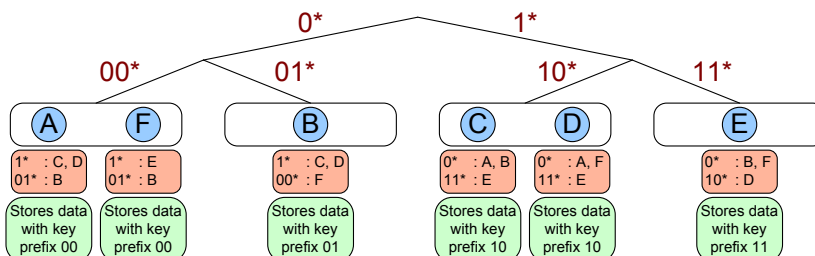 0*
1*
00*
01*
10*
11*
A
F
B
C
D
E
1* : C, D
01* : B
1* : E
01* : B
1* : C, D
00* : F
0* : A, B
11* : E
0* : A, F
11* : E
0* : B, F
10* : D
Stores data
with key
prefix 00
Stores data
with key
prefix 00
Stores data
with key
prefix 01
Stores data
with key
prefix 10
Stores data
with key
prefix 10
Stores data
with key
prefix 11